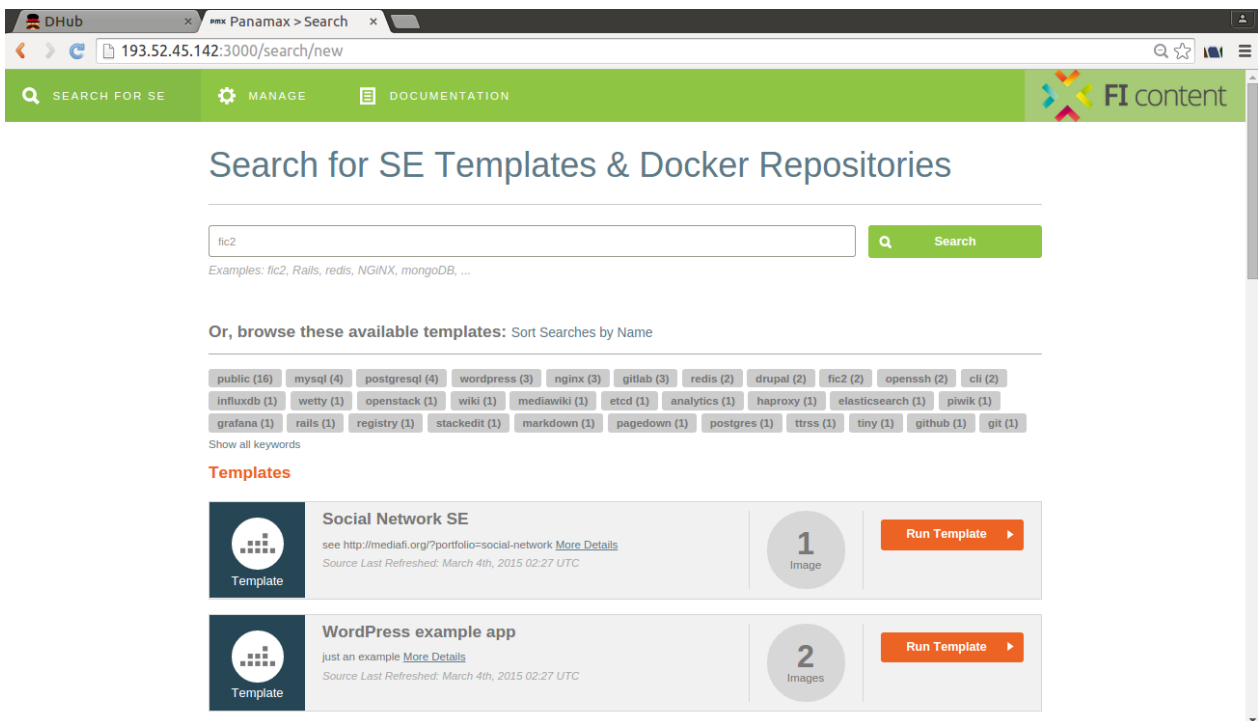 DHub
pmx Panamax > Search
193.52.45.142:3000/search/new
SEARCH FOR SE MANAGE DOCUMENTATION FI content
Search for SE Templates & Docker Repositories
fic2 Search
Examples: fic2, Rails, redis, NGiNX, mongoDB, ...
Or, browse these available templates: Sort Searches by Name
public (16) mysql (4) postgresql (4) wordpress (3) nginx (3) gitlab (3) redis (2) drupal (2) fic2 (2) openssh (2) cli (2)
influxdb (1) wetty (1) openstack (1) wiki (1) mediawiki (1) etcd (1) analytics (1) haproxy (1) elasticsearch (1) piwik (1)
grafana (1) rails (1) registry (1) stackedit (1) markdown (1) pagedown (1) postgres (1) ttrss (1) tiny (1) github (1) git (1)
Show all keywords
Templates
Template
Social Network SE
see http://mediafi.org/?portfolio=social-network More Details
Source Last Refreshed: March 4th, 2015 02:27 UTC
1
Image
Run Template
Template
WordPress example app
just an example More Details
Source Last Refreshed: March 4th, 2015 02:27 UTC
2
Images
Run Template